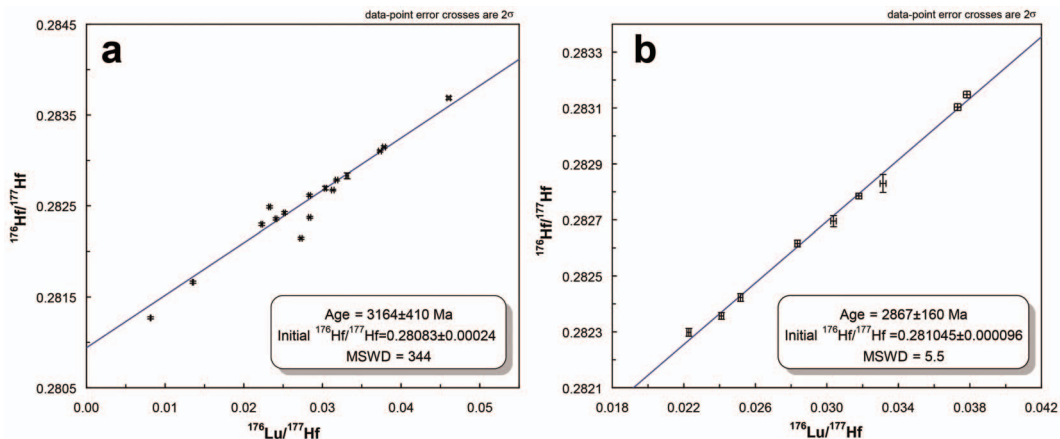 data-point error crosses are 2σ
a
0.2845
0.2835
0.2825
0.2815
0.2805
¹⁷⁶Hf/¹⁷⁷Hf
Age = 3164±410 Ma
Initial ¹⁷⁶Hf/¹⁷⁷Hf=0.28083±0.00024
MSWD = 344
0.00
0.01
0.02
0.03
0.04
0.05
¹⁷⁶Lu/¹⁷⁷Hf
data-point error crosses are 2σ
b
0.2833
0.2831
0.2829
0.2827
0.2825
0.2823
0.2821
¹⁷⁶Hf/¹⁷⁷Hf
Age = 2867±160 Ma
Initial ¹⁷⁶Hf/¹⁷⁷Hf =0.281045±0.000096
MSWD = 5.5
0.018
0.022
0.026
0.030
0.034
0.038
0.042
¹⁷⁶Lu/¹⁷⁷Hf